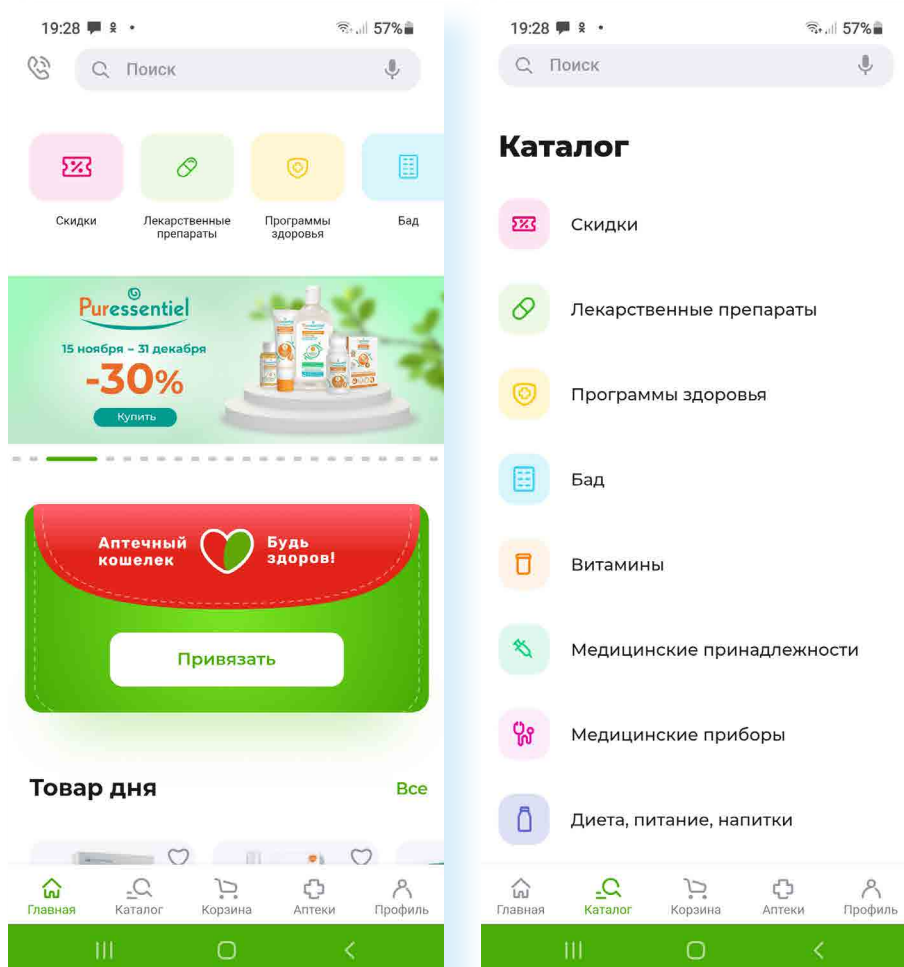 19:28
57%
Поиск
Скидки
Лекарственные
препараты
Программы
здоровья
Бад
Puressentiel
15 ноября – 31 декабря
-30%
Купить
Аптечный
кошелек
Будь
здоров!
Привязать
Товар дня
Все
Главная
Каталог
Корзина
Аптеки
Профиль
19:28
57%
Поиск
Каталог
Скидки
Лекарственные препараты
Программы здоровья
Бад
Витамины
Медицинские принадлежности
Медицинские приборы
Диета, питание, напитки
Главная
Каталог
Корзина
Аптеки
Профиль